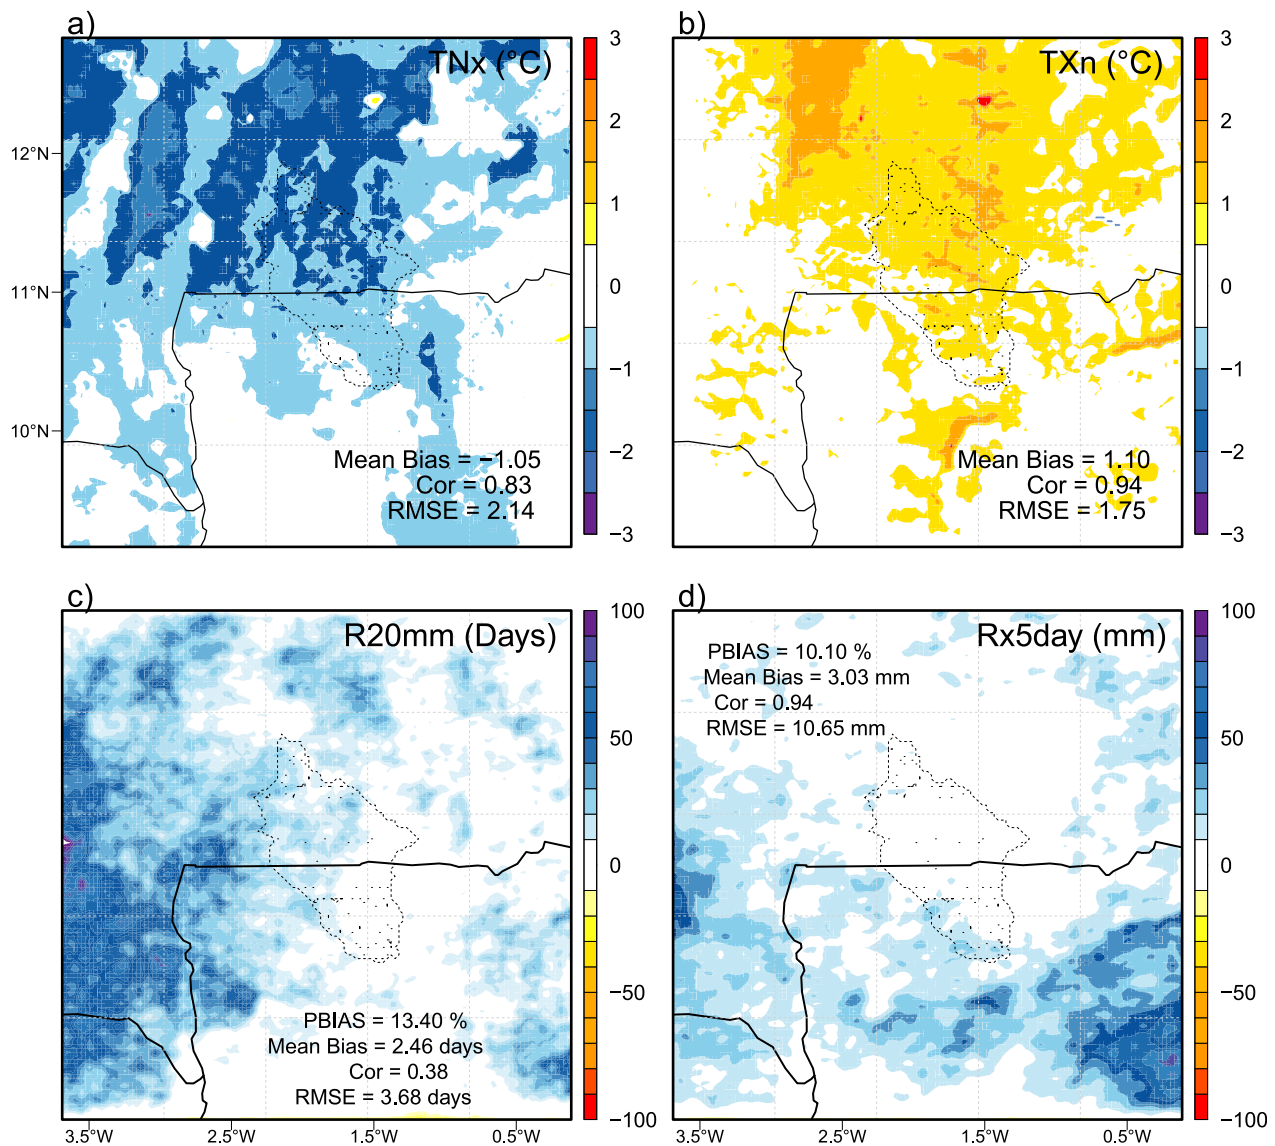 a)
TNx (°C)
3
2
1
0
−1
−2
−3
12°N
11°N
10°N
Mean Bias = −1.05
Cor = 0.83
RMSE = 2.14
b)
TXn (°C)
3
2
1
0
−1
−2
−3
Mean Bias = 1.10
Cor = 0.94
RMSE = 1.75
c)
R20mm (Days)
100
50
0
−50
−100
PBIAS = 13.40 %
Mean Bias = 2.46 days
Cor = 0.38
RMSE = 3.68 days
3.5°W 2.5°W 1.5°W 0.5°W
d)
Rx5day (mm)
PBIAS = 10.10 %
Mean Bias = 3.03 mm
Cor = 0.94
RMSE = 10.65 mm
100
50
0
−50
−100
3.5°W 2.5°W 1.5°W 0.5°W